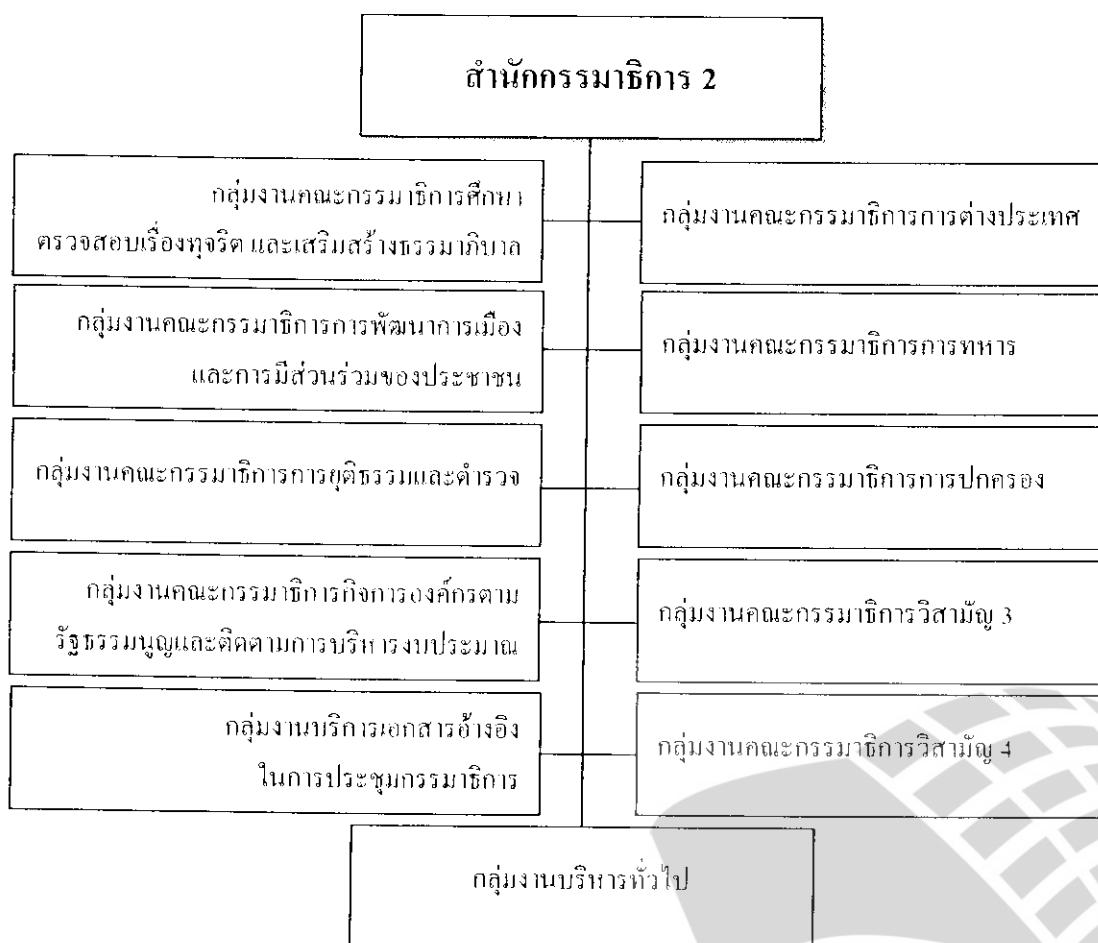 สำนักกรรมาธิการ 2
กลุ่มงานคณะกรรมาธิการศึกษา
ตรวจสอบเรื่องทุจริต และเสริมสร้างธรรมาภิบาล
กลุ่มงานคณะกรรมาธิการการต่างประเทศ
กลุ่มงานคณะกรรมาธิการการพัฒนาการเมือง
และการมีส่วนร่วมของประชาชน
กลุ่มงานคณะกรรมาธิการการทหาร
กลุ่มงานคณะกรรมาธิการการยุติธรรมและตำรวจ
กลุ่มงานคณะกรรมาธิการการปกครอง
กลุ่มงานคณะกรรมาธิการกิจการองค์กรตาม
รัฐธรรมนูญและติดตามการบริหารงบประมาณ
กลุ่มงานคณะกรรมาธิการวิสามัญ 3
กลุ่มงานบริการเอกสารอ้างอิง
ในการประชุมกรรมาธิการ
กลุ่มงานคณะกรรมาธิการวิสามัญ 4
กลุ่มงานบริหารทั่วไป